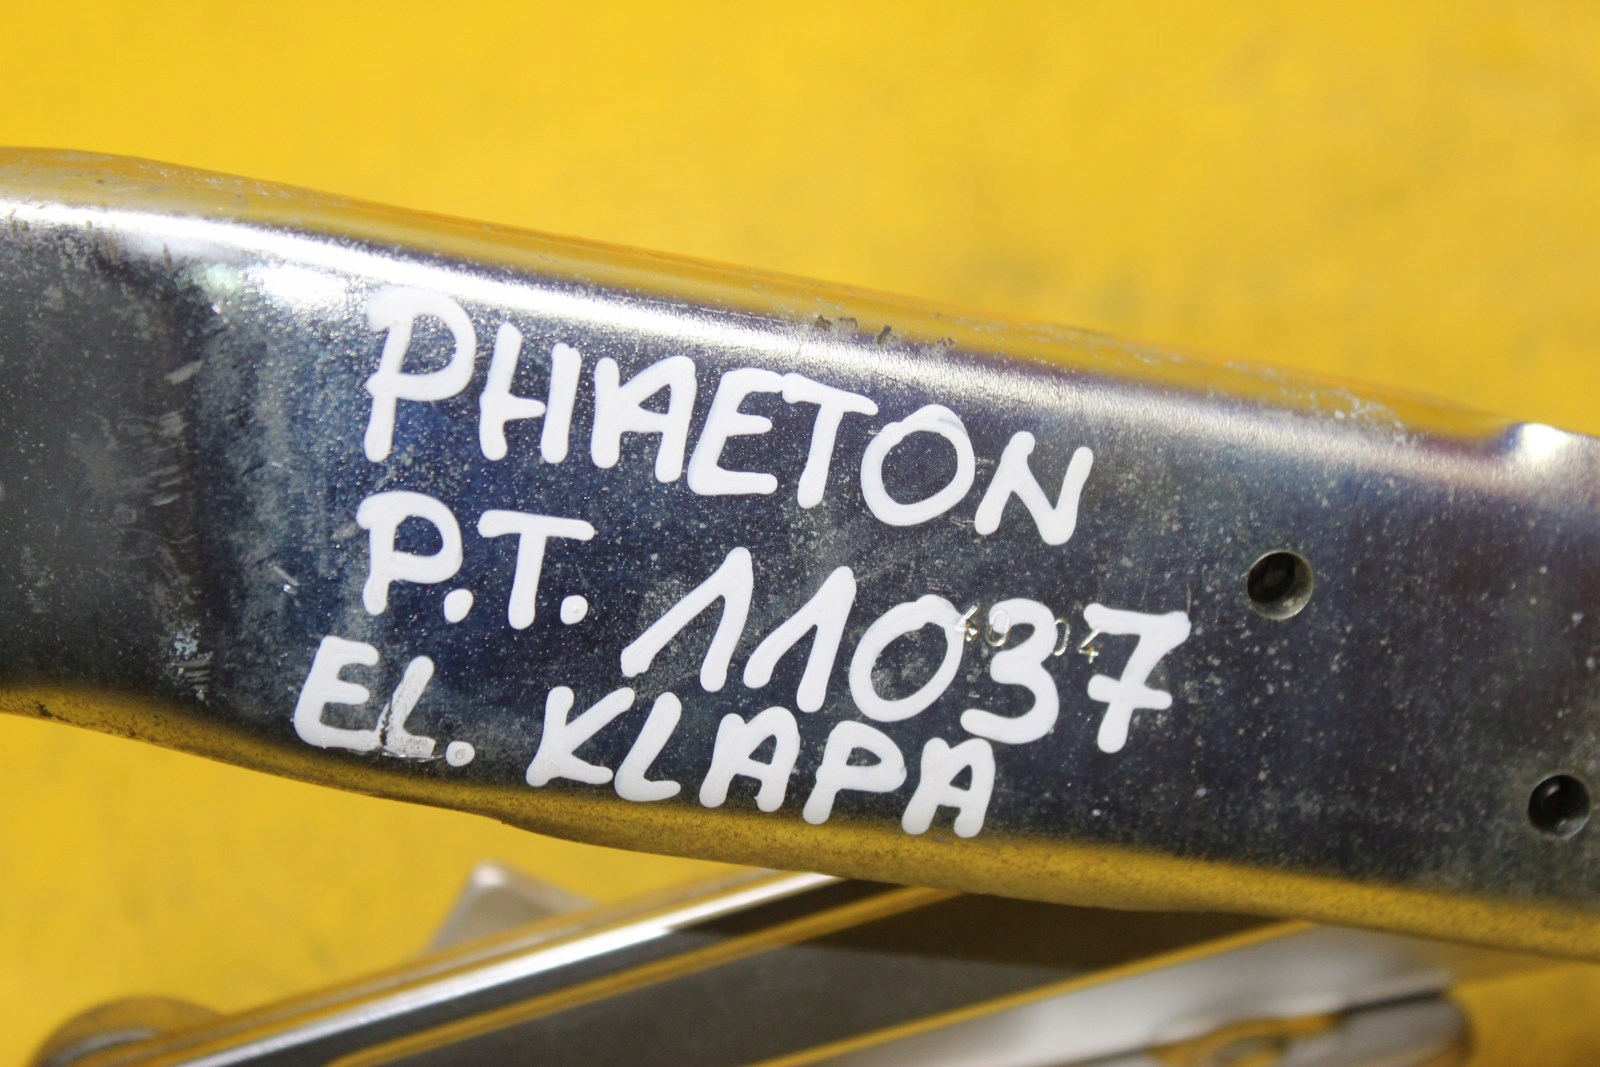 PHAETON
P.T. 11037
EL. KLAPA